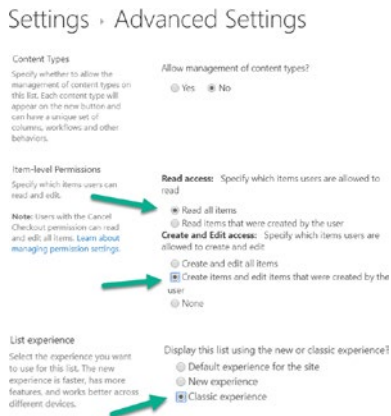 Settings › Advanced Settings
Content Types
Specify whether to allow the
management of content types on
this list. Each content type will
appear on the new button and
can have a unique set of
columns, workflows and other
behaviors.
Allow management of content types?
Yes No
Item-level Permissions
Specify which items users can
read and edit.
Note: Users with the Cancel
Checkout permission can read
and edit all items. Learn about
managing permission settings.
Read access: Specify which items users are allowed to
read
Read all items
Read items that were created by the user
Create and Edit access: Specify which items users are
allowed to create and edit
Create and edit all items
Create items and edit items that were created by the
user
None
List experience
Select the experience you want
to use for this list. The new
experience is faster, has more
features, and works better across
different devices.
Display this list using the new or classic experience?
Default experience for the site
New experience
Classic experience